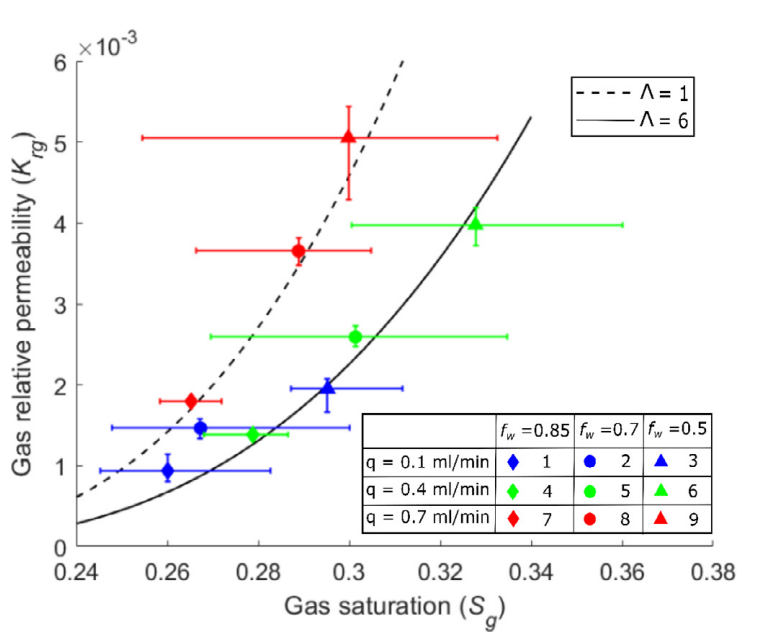 ×10⁻³
6
5
4
3
2
1
0
Gas relative permeability (K_rg)
Λ = 1
Λ = 6
f_w =0.85 f_w =0.7 f_w =0.5
q = 0.1 ml/min 1 2 3
q = 0.4 ml/min 4 5 6
q = 0.7 ml/min 7 8 9
0.24 0.26 0.28 0.3 0.32 0.34 0.36 0.38
Gas saturation (S_g)